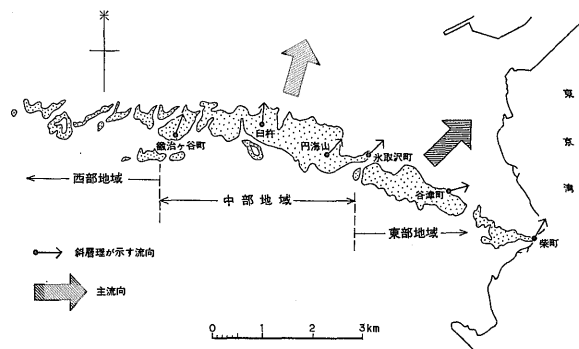 東京湾
臼杵
鍛治ヶ谷町
円海山
氷取沢町
谷津町
西部地域
中部地域
東部地域
柴町
斜層理が示す流向
主流向
0 1 2 3km